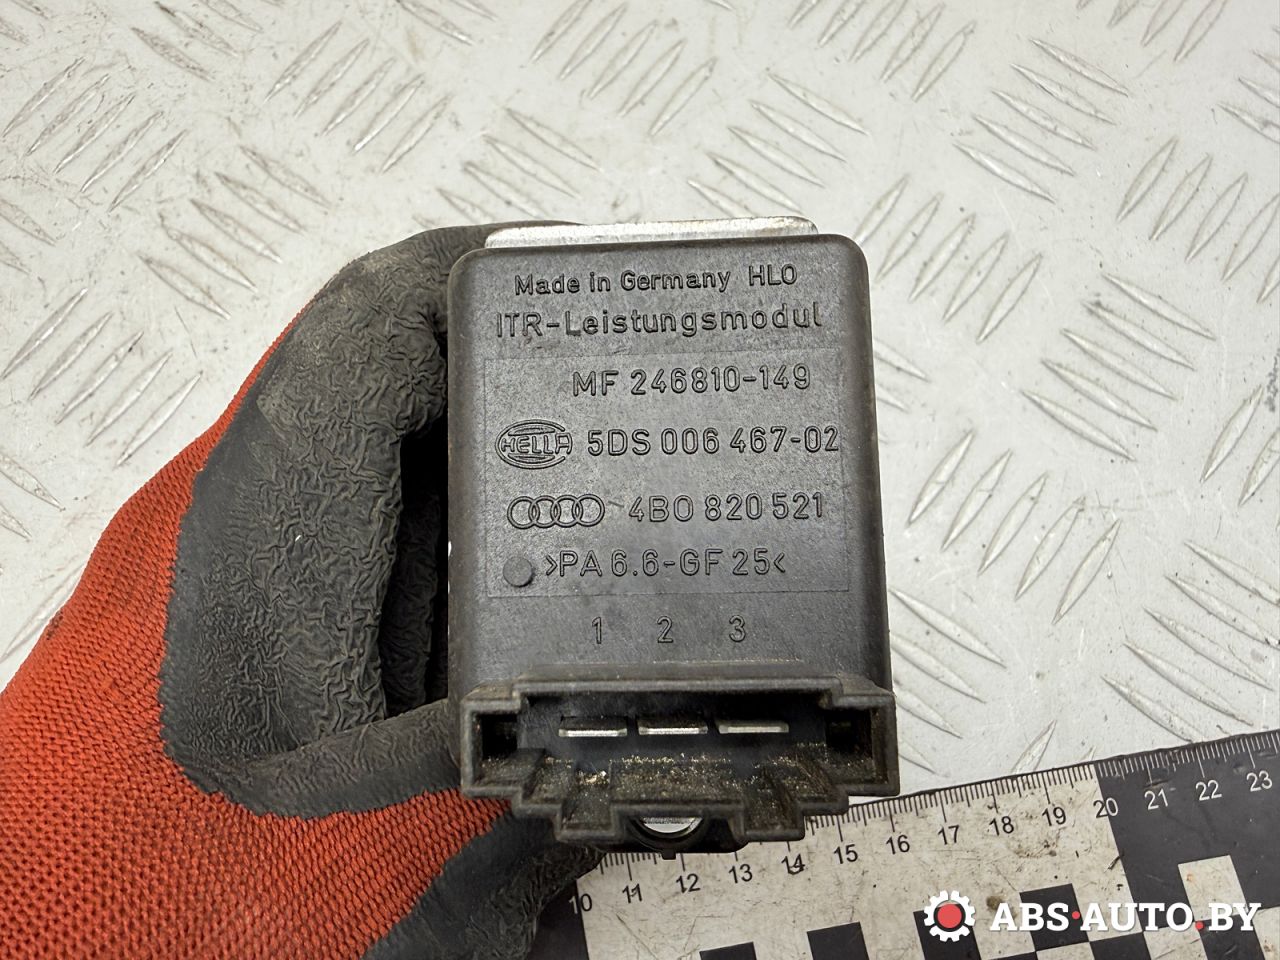 Made in Germany HLO
ITR-Leistungsmodul
MF 246810-149
HELLA 5DS 006 467-02
4B0 820 521
>PA 6.6-GF 25<
1 2 3
10 11 12 13 14 15 16 17 18 19 20 21 22 23
ABS·AUTO.BY